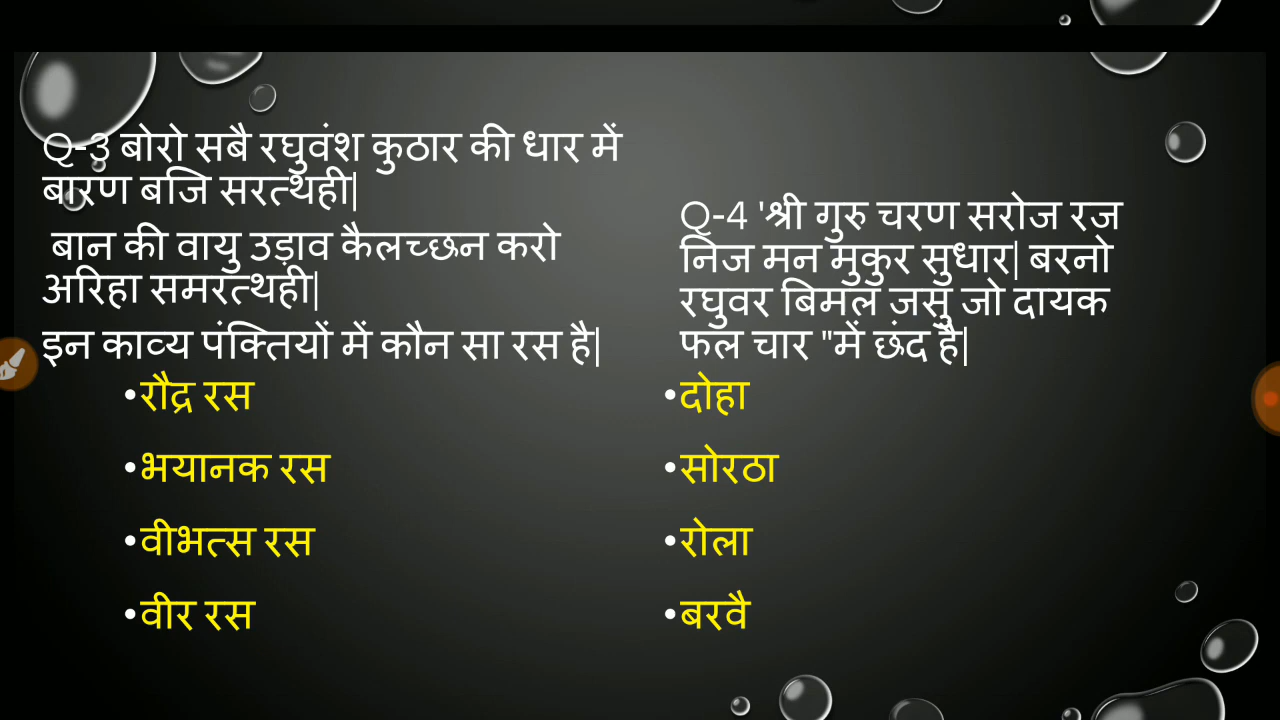 Q-3 बोरो सबै रघुवंश कुठार की धार में
बारण बजि सरत्थही|
बान की वायु उड़ाव कैलच्छन करो
अरिहा समरत्थही|
इन काव्य पंक्तियों में कौन सा रस है|
•रौद्र रस
•भयानक रस
•वीभत्स रस
•वीर रस
Q-4 'श्री गुरु चरण सरोज रज
निज मन मुकुर सुधार| बरनो
रघुवर बिमल जसु जो दायक
फल चार "में छंद है|
•दोहा
•सोरठा
•रोला
•बरवै